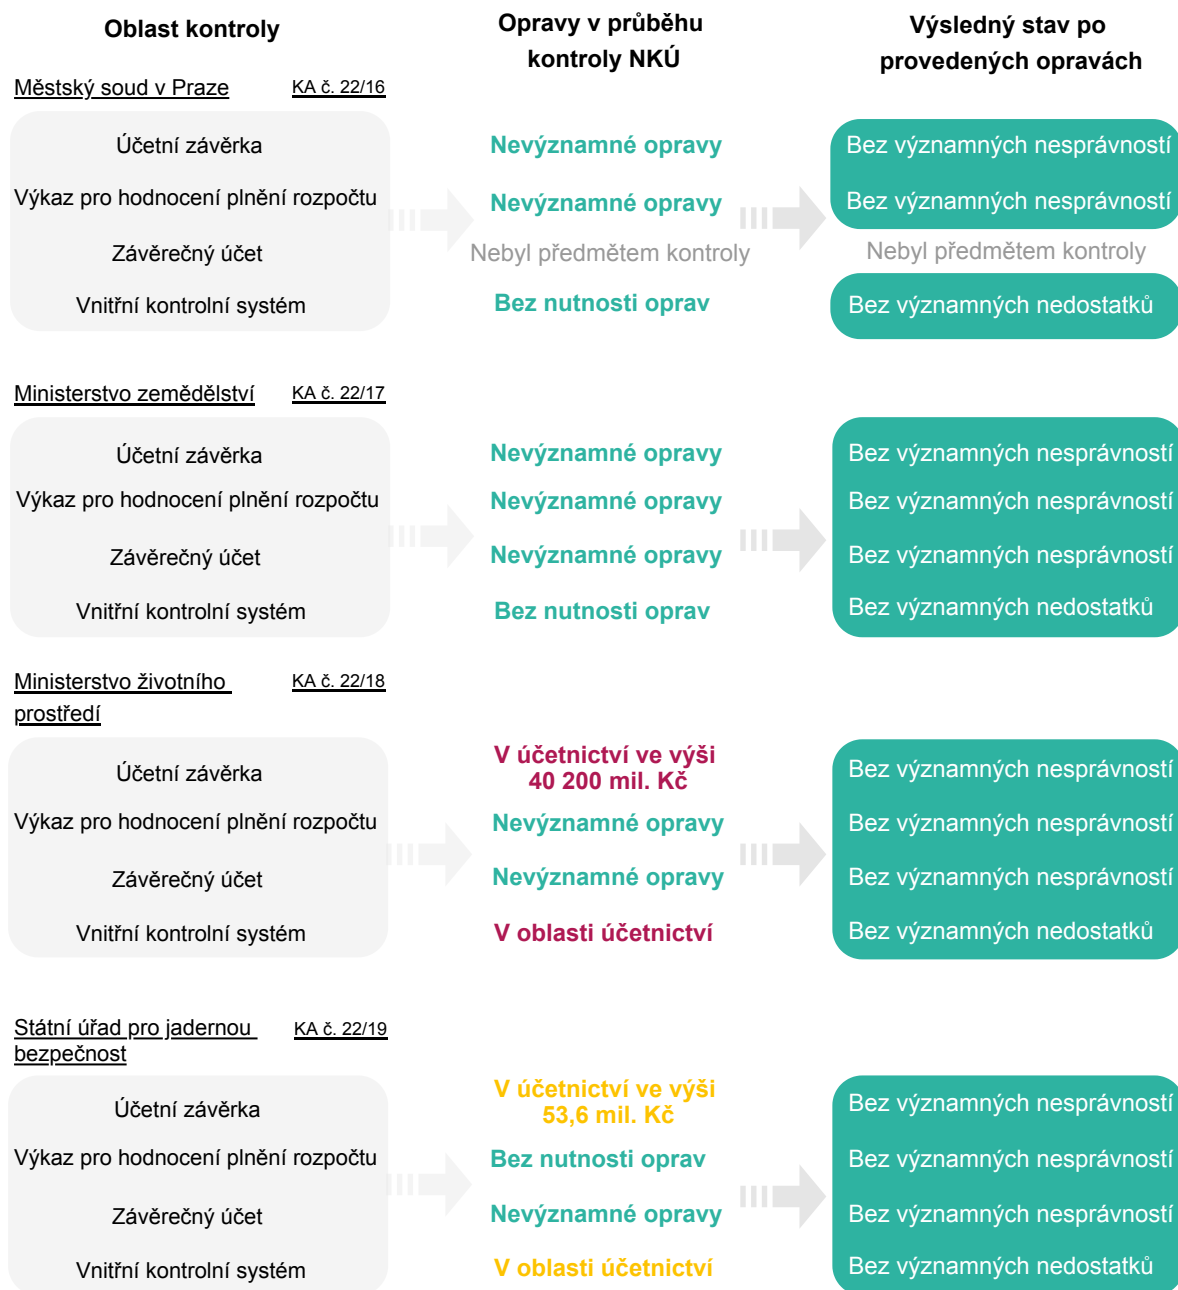 Oblast kontroly
Opravy v průběhu
kontroly NKÚ
Výsledný stav po
provedených opravách
Městský soud v Praze KA č. 22/16
Účetní závěrka
Nevýznamné opravy
Bez významných nesprávností
Výkaz pro hodnocení plnění rozpočtu
Nevýznamné opravy
Bez významných nesprávností
Závěrečný účet
Nebyl předmětem kontroly
Nebyl předmětem kontroly
Vnitřní kontrolní systém
Bez nutnosti oprav
Bez významných nedostatků
Ministerstvo zemědělství KA č. 22/17
Účetní závěrka
Nevýznamné opravy
Bez významných nesprávností
Výkaz pro hodnocení plnění rozpočtu
Nevýznamné opravy
Bez významných nesprávností
Závěrečný účet
Nevýznamné opravy
Bez významných nesprávností
Vnitřní kontrolní systém
Bez nutnosti oprav
Bez významných nedostatků
Ministerstvo životního KA č. 22/18
prostředí
Účetní závěrka
V účetnictví ve výši
40 200 mil. Kč
Bez významných nesprávností
Výkaz pro hodnocení plnění rozpočtu
Nevýznamné opravy
Bez významných nesprávností
Závěrečný účet
Nevýznamné opravy
Bez významných nesprávností
Vnitřní kontrolní systém
V oblasti účetnictví
Bez významných nedostatků
Státní úřad pro jadernou KA č. 22/19
bezpečnost
Účetní závěrka
V účetnictví ve výši
53,6 mil. Kč
Bez významných nesprávností
Výkaz pro hodnocení plnění rozpočtu
Bez nutnosti oprav
Bez významných nesprávností
Závěrečný účet
Nevýznamné opravy
Bez významných nesprávností
Vnitřní kontrolní systém
V oblasti účetnictví
Bez významných nedostatků